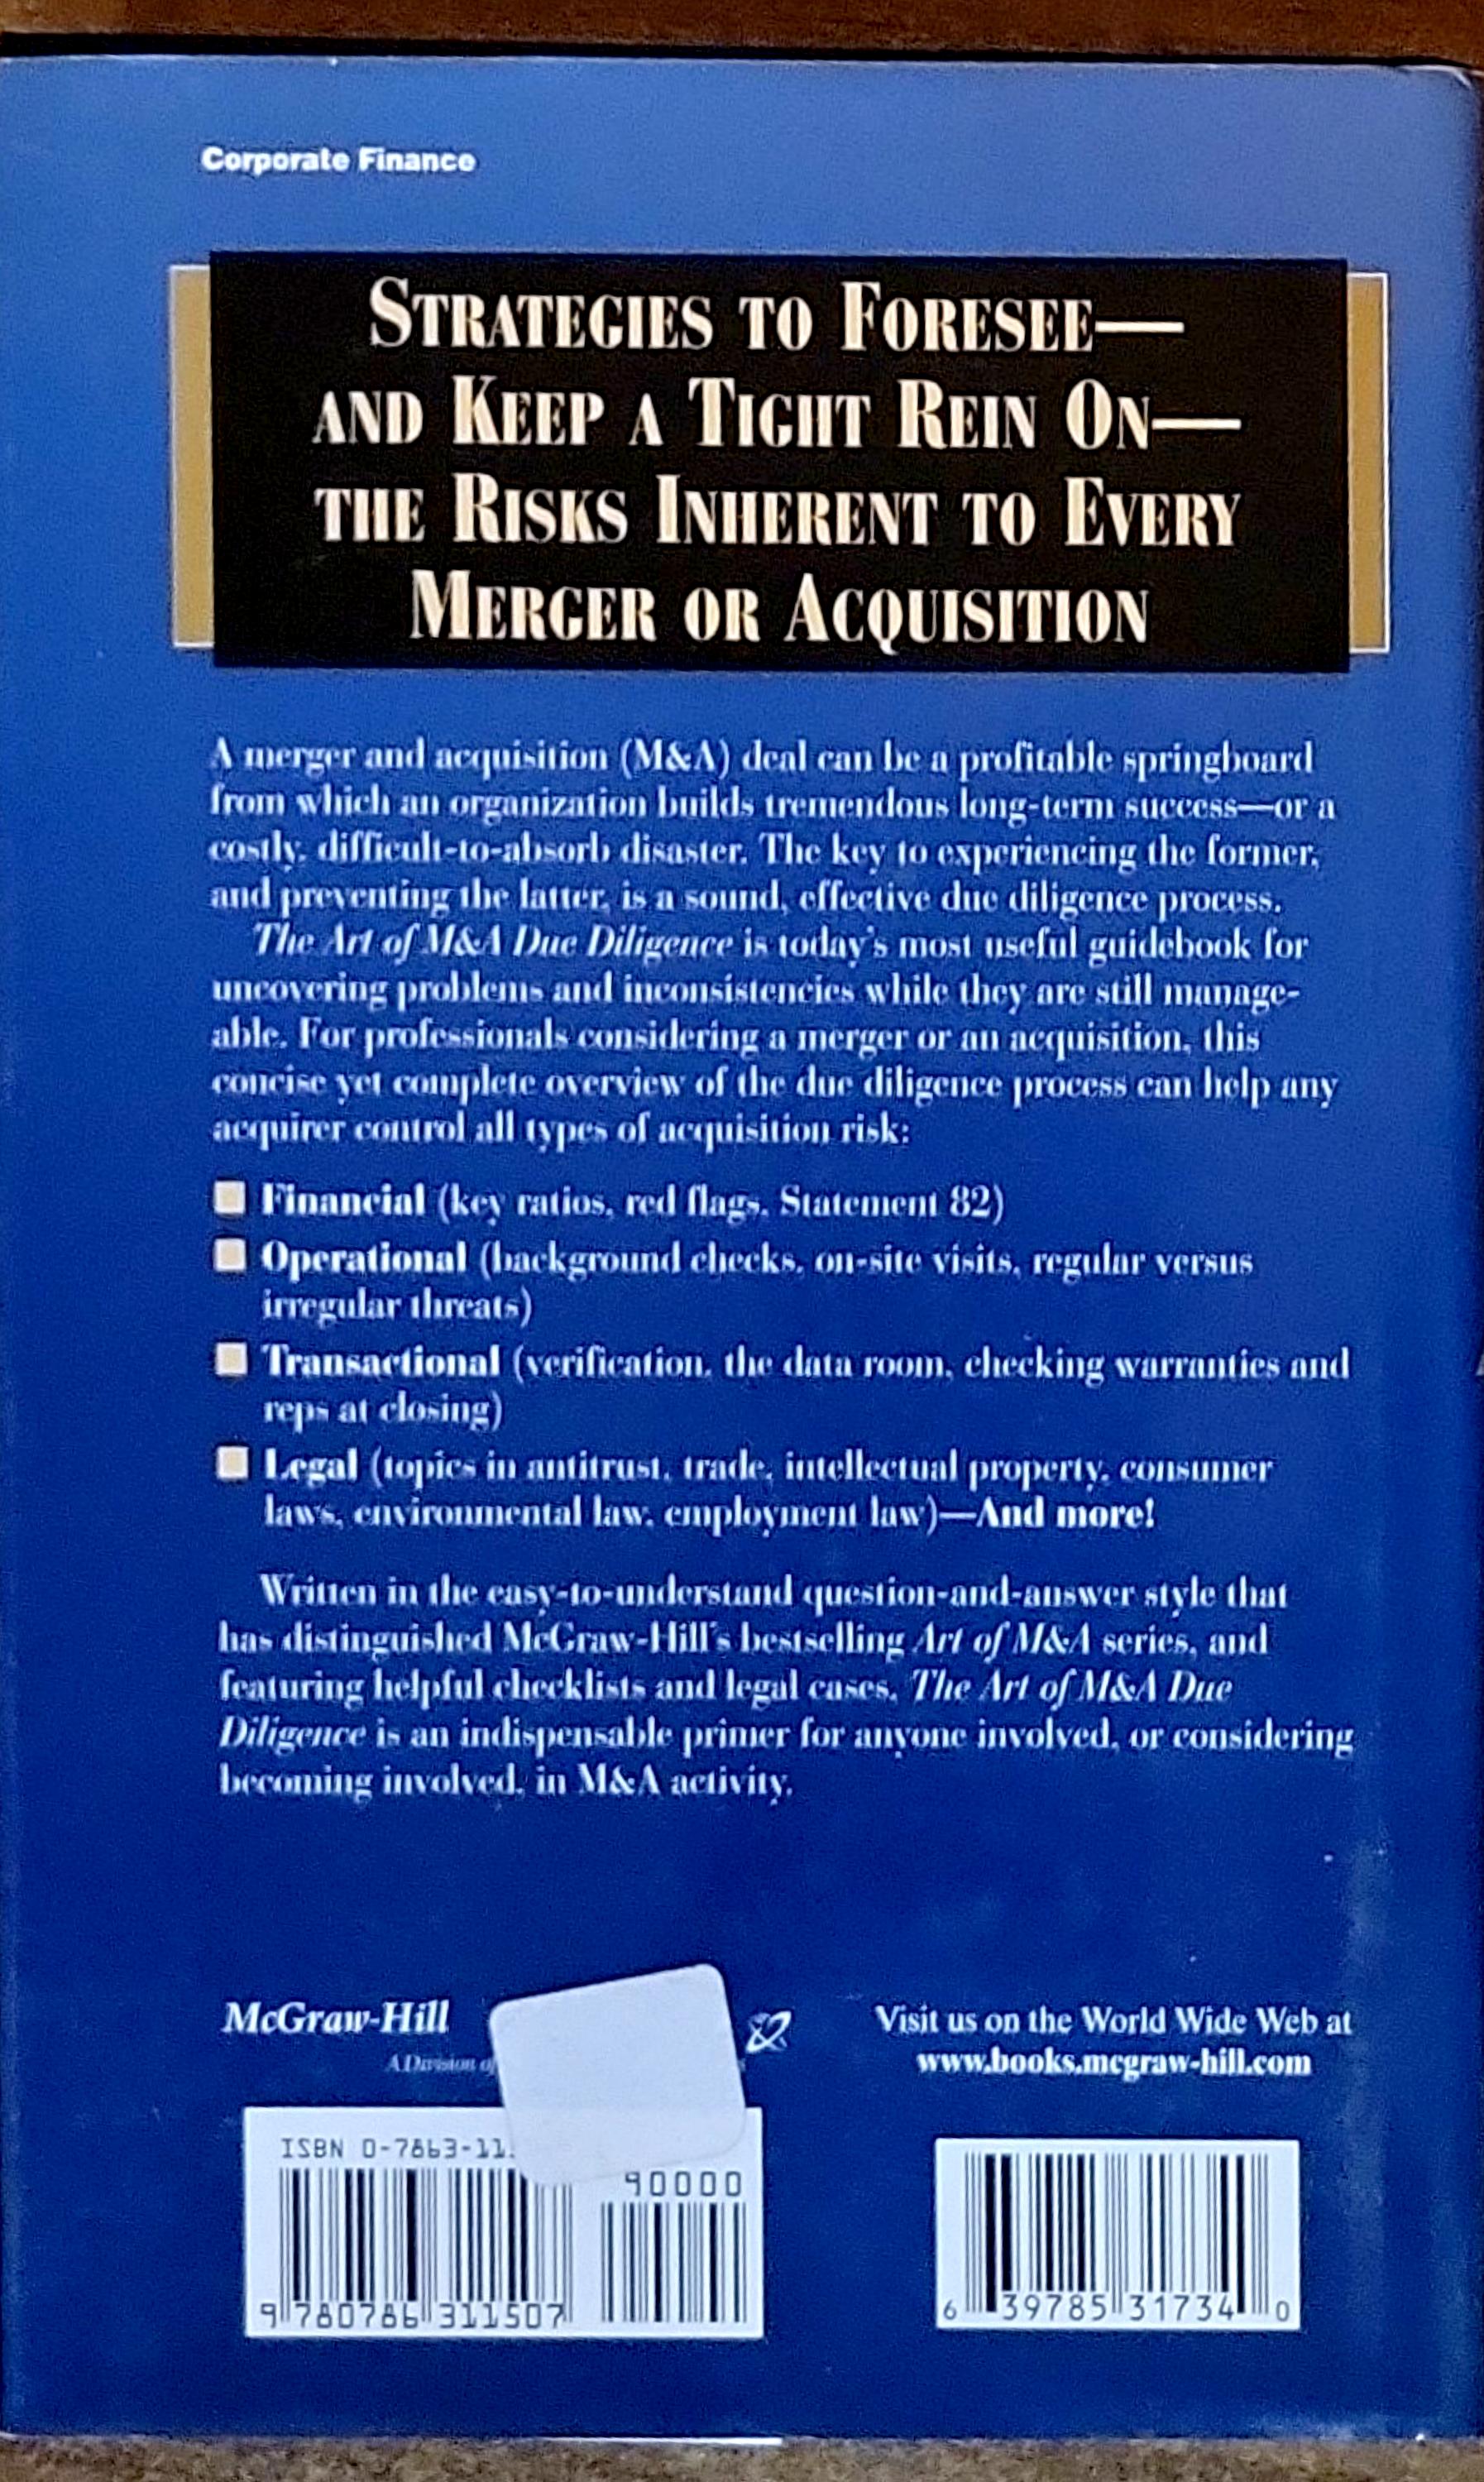 Corporate Finance
STRATEGIES TO FORESEE—
AND KEEP A TIGHT REIN ON—
THE RISKS INHERENT TO EVERY
MERGER OR ACQUISITION
A merger and acquisition (M&A) deal can be a profitable springboard
from which an organization builds tremendous long-term success—or a
costly, difficult-to-absorb disaster. The key to experiencing the former,
and preventing the latter, is a sound, effective due diligence process.
The Art of M&A Due Diligence is today's most useful guidebook for
uncovering problems and inconsistencies while they are still manage-
able. For professionals considering a merger or an acquisition, this
concise yet complete overview of the due diligence process can help any
acquirer control all types of acquisition risk:
Financial (key ratios, red flags, Statement 82)
Operational (background checks, on-site visits, regular versus
irregular threats)
Transactional (verification, the data room, checking warranties and
reps at closing)
Legal (topics in antitrust, trade, intellectual property, consumer
laws, environmental law, employment law)—And more!
Written in the easy-to-understand question-and-answer style that
has distinguished McGraw-Hill's bestselling Art of M&A series, and
featuring helpful checklists and legal cases, The Art of M&A Due
Diligence is an indispensable primer for anyone involved, or considering
becoming involved, in M&A activity.
McGraw-Hill
A Division of
Visit us on the World Wide Web at
www.books.mcgraw-hill.com
ISBN 0-7863-11
90000
9 780786 311507
6 39785 31734 0